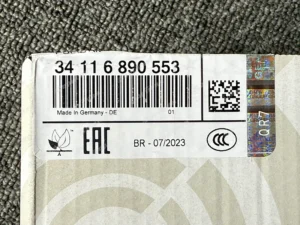 34 11 6 890 553
Made in Germany - DE 01
EAC BR - 07/2023 CCC
QR7